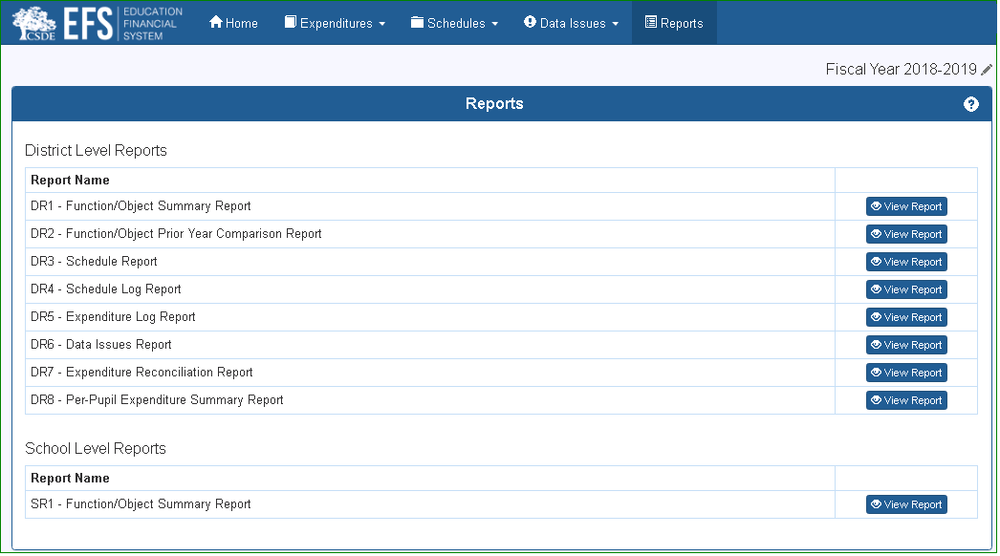 CSDE EFS EDUCATION FINANCIAL SYSTEM
Home Expenditures Schedules Data Issues Reports
Fiscal Year 2018-2019
Reports ?
District Level Reports
Report Name
DR1 - Function/Object Summary Report View Report
DR2 - Function/Object Prior Year Comparison Report View Report
DR3 - Schedule Report View Report
DR4 - Schedule Log Report View Report
DR5 - Expenditure Log Report View Report
DR6 - Data Issues Report View Report
DR7 - Expenditure Reconciliation Report View Report
DR8 - Per-Pupil Expenditure Summary Report View Report
School Level Reports
Report Name
SR1 - Function/Object Summary Report View Report